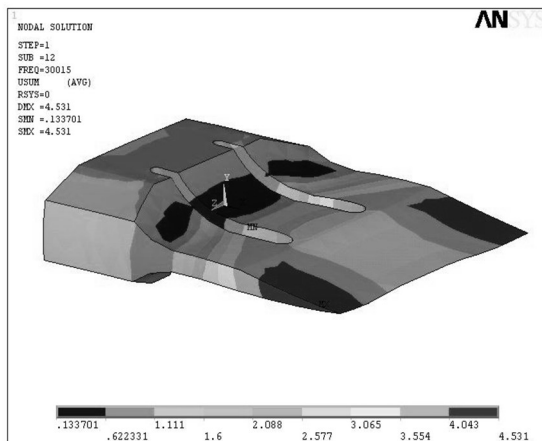 1
ANSYS
NODAL SOLUTION
STEP=1
SUB =12
FREQ=30015
USUM (AVG)
RSYS=0
DMX =4.531
SMN =.133701
SMX =4.531
Y
Z
MN
MX
.133701 1.111 2.088 3.065 4.043
.622331 1.6 2.577 3.554 4.531